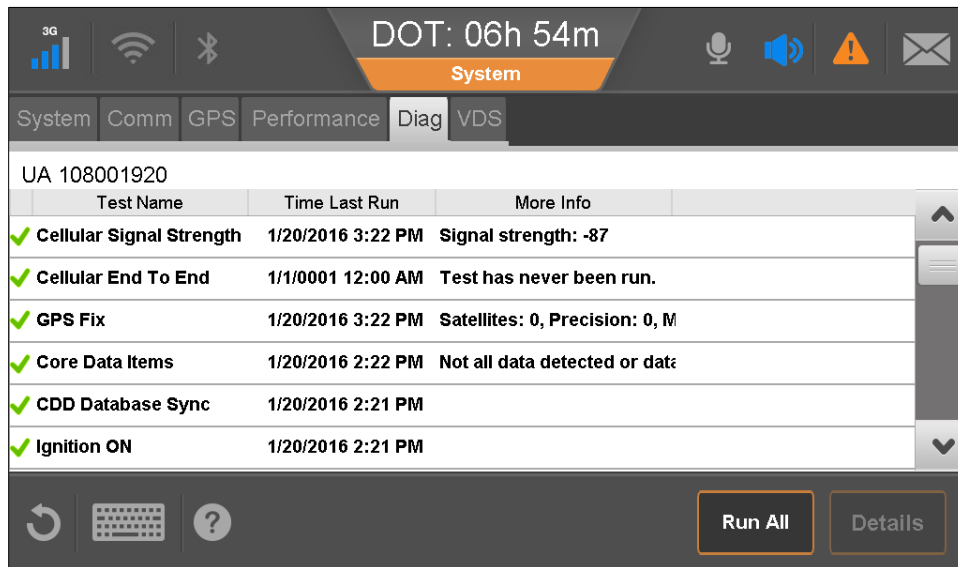 3G
DOT: 06h 54m
System
System Comm GPS Performance Diag VDS
UA 108001920
Test Name Time Last Run More Info
Cellular Signal Strength 1/20/2016 3:22 PM Signal strength: -87
Cellular End To End 1/1/0001 12:00 AM Test has never been run.
GPS Fix 1/20/2016 3:22 PM Satellites: 0, Precision: 0, M
Core Data Items 1/20/2016 2:22 PM Not all data detected or data
CDD Database Sync 1/20/2016 2:21 PM
Ignition ON 1/20/2016 2:21 PM
Run All Details